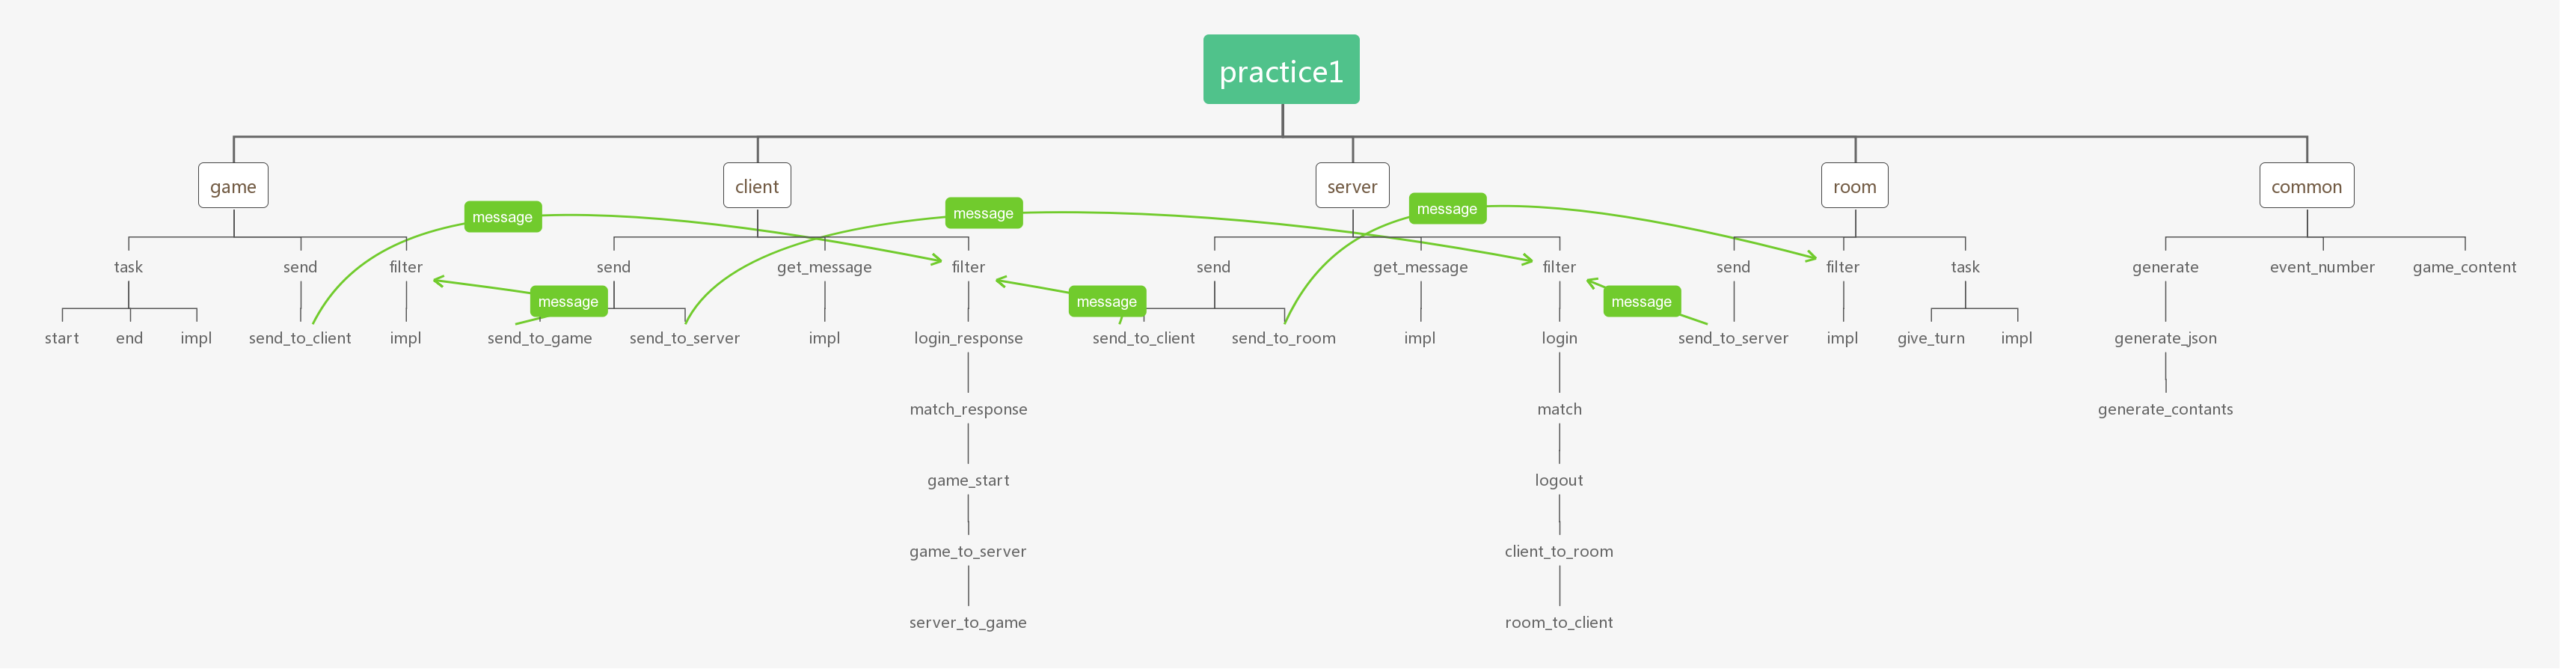 practice1
game
client
server
room
common
message
message
message
task
send
filter
send
get_message
filter
send
get_message
filter
send
filter
task
generate
event_number
game_content
message
message
message
start
end
impl
send_to_client
impl
send_to_game
send_to_server
impl
login_response
send_to_client
send_to_room
impl
login
send_to_server
impl
give_turn
impl
generate_json
match_response
match
generate_contants
game_start
logout
game_to_server
client_to_room
server_to_game
room_to_client